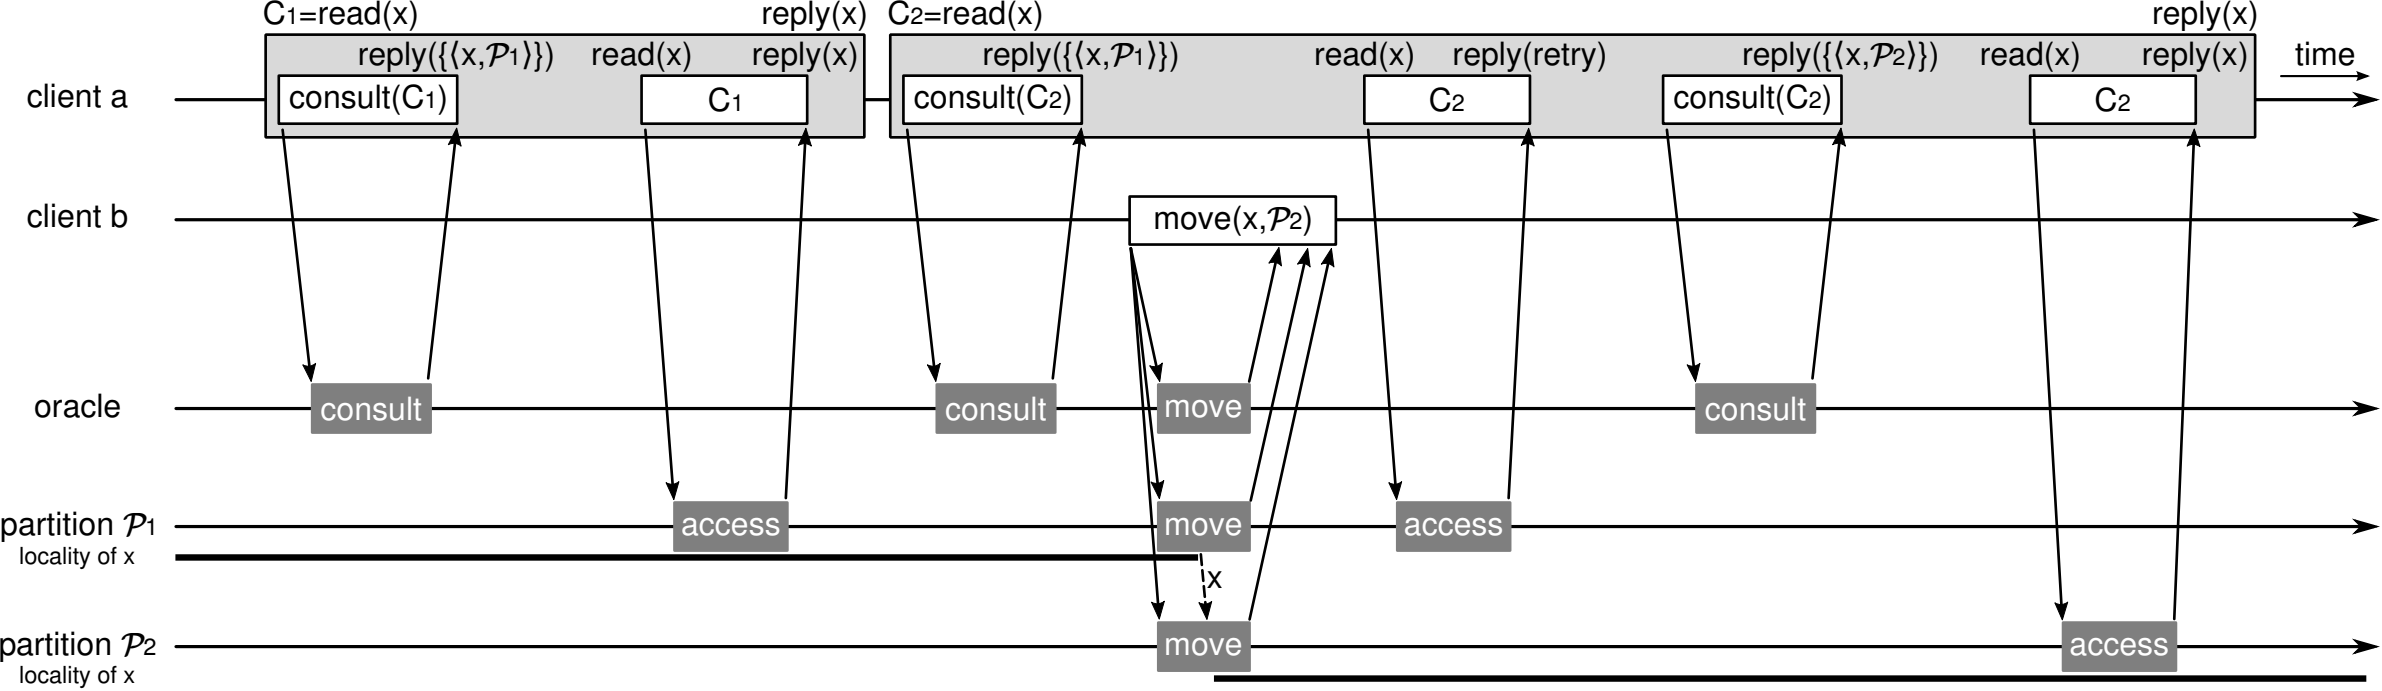 C1=read(x) reply(x) C2=read(x) reply(x)
reply({⟨x,𝒫1⟩}) read(x) reply(x) reply({⟨x,𝒫1⟩}) read(x) reply(retry) reply({⟨x,𝒫2⟩}) read(x) reply(x) time
client a consult(C1) C1 consult(C2) C2 consult(C2) C2
client b move(x,𝒫2)
oracle consult consult move consult
partition 𝒫1 access move access
locality of x
x
partition 𝒫2 move access
locality of x